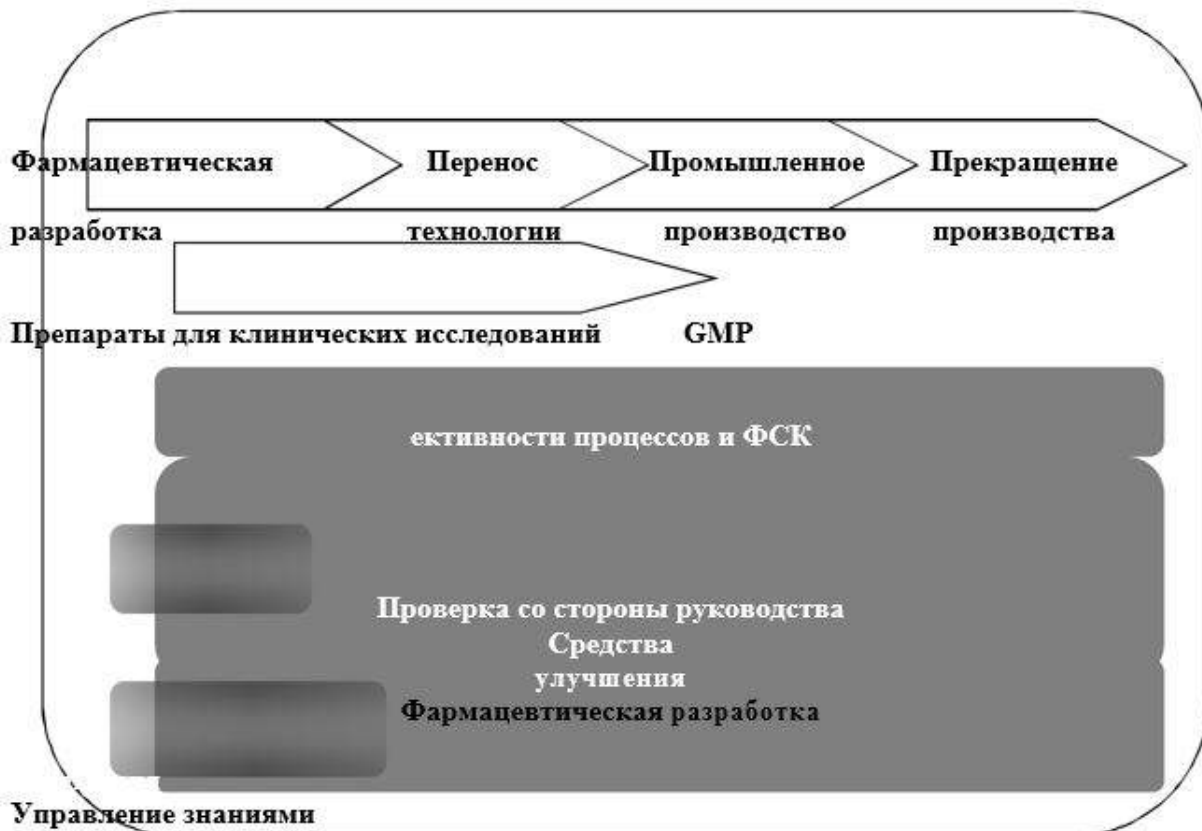 Фармацевтическая Перенос Промышленное Прекращение
разработка технологии производство производства
Препараты для клинических исследований GMP
ективности процессов и ФСК
Проверка со стороны руководства
Средства
улучшения
Фармацевтическая разработка
Управление знаниями